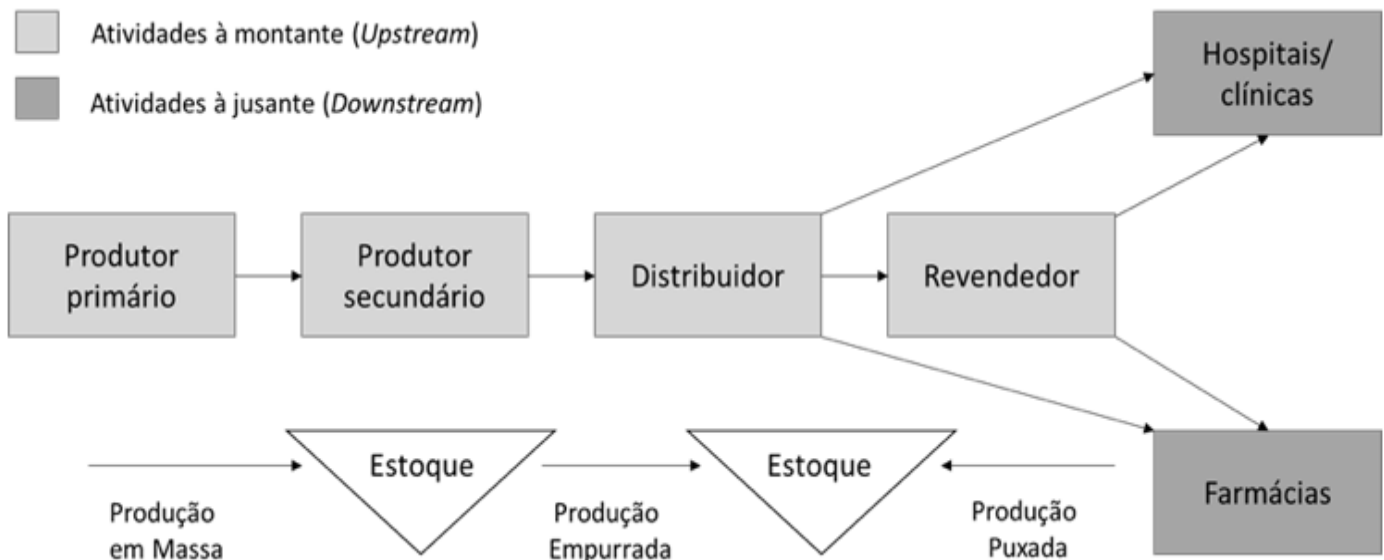 Atividades à montante (Upstream)
Atividades à jusante (Downstream)
Hospitais/
clínicas
Produtor
primário
Produtor
secundário
Distribuidor
Revendedor
Estoque
Estoque
Farmácias
Produção
em Massa
Produção
Empurrada
Produção
Puxada